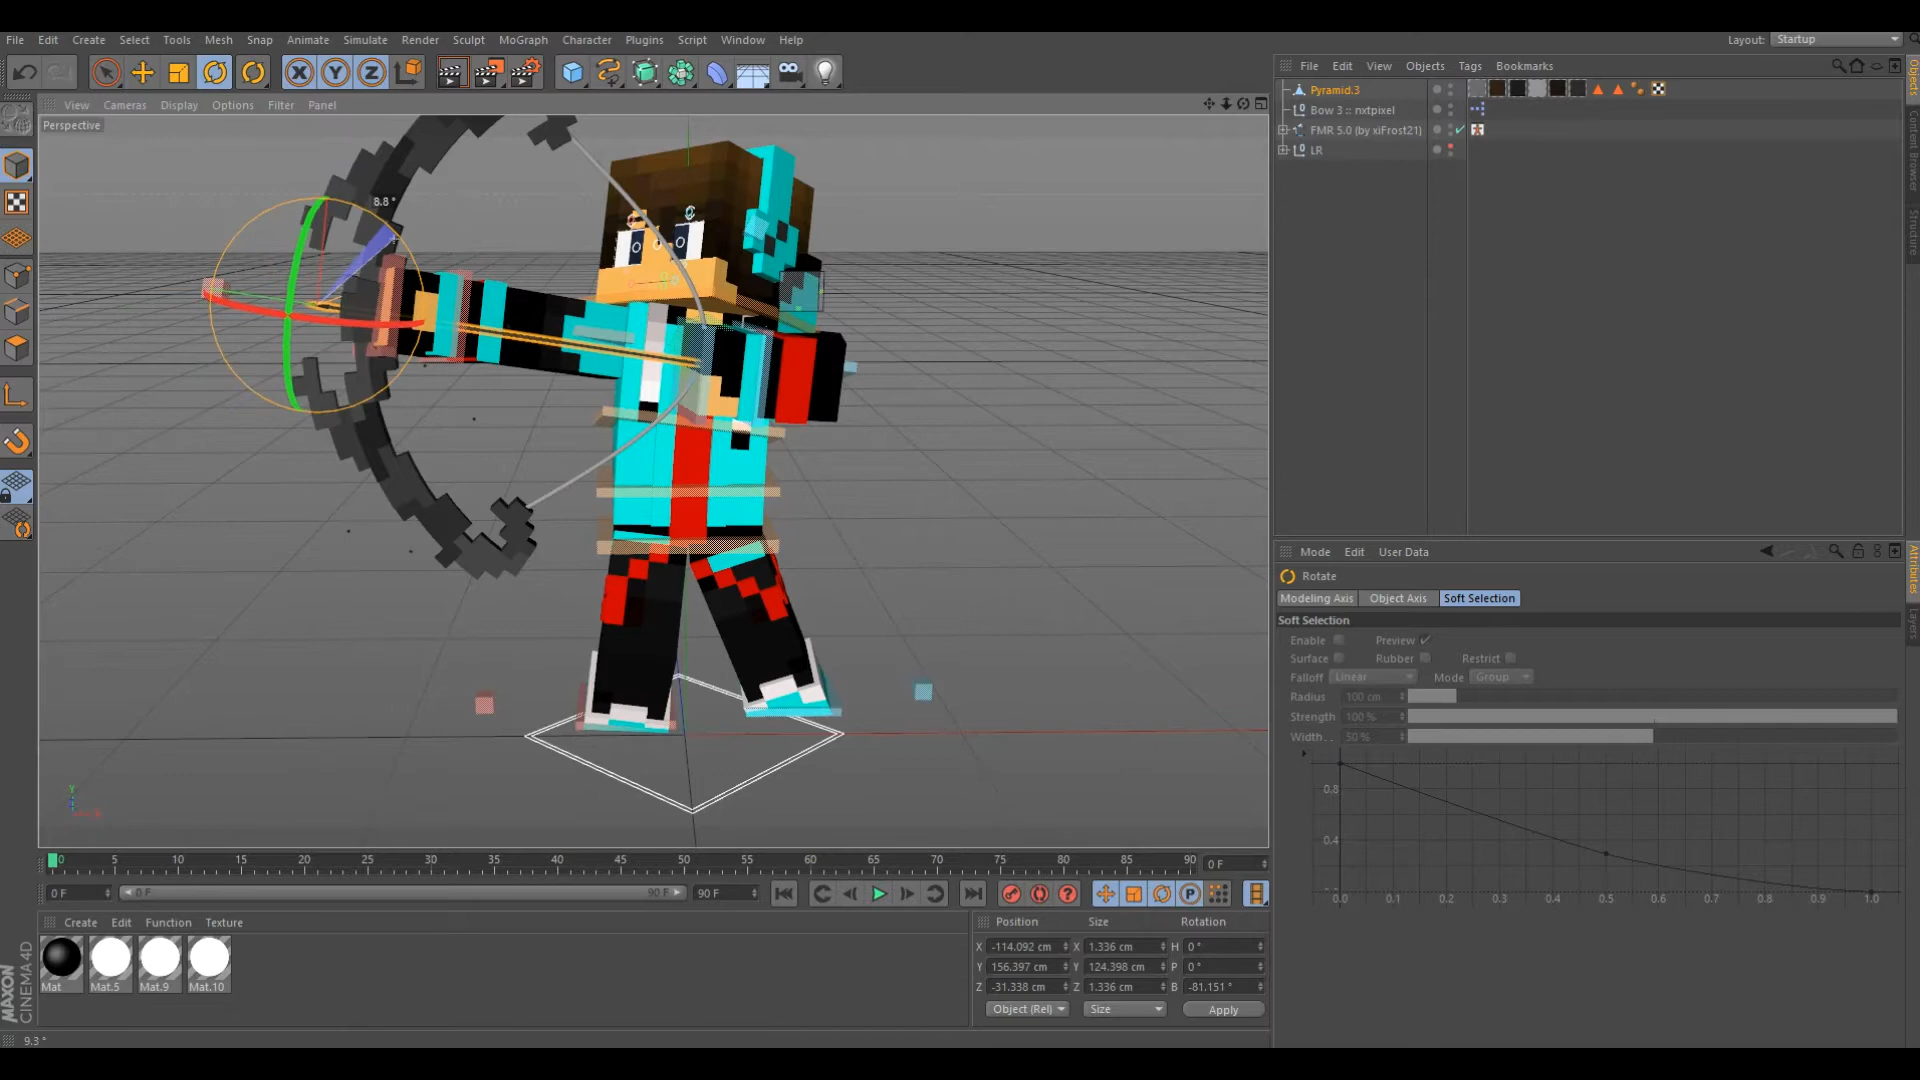 File Edit Create Select Tools Mesh Snap Animate Simulate Render Sculpt MoGraph Character Plugins Script Window Help
Layout: Startup
View Cameras Display Options Filter Panel
Perspective
8.8 °
File Edit View Objects Tags Bookmarks
Pyramid.3
Bow 3 :: nxtpixel
FMR 5.0 (by xiFrost21)
LR
Objects
Content Browser
Structure
Mode Edit User Data
Rotate
Modeling Axis Object Axis Soft Selection
Soft Selection
Enable Preview
Surface Rubber Restrict
Falloff Linear Mode Group
Radius 100 cm
Strength 100 %
Width . . 50 %
0.8
0.4
0.0 0.1 0.2 0.3 0.4 0.5 0.6 0.7 0.8 0.9 1.0
Attributes
Layers
Y
0 5 10 15 20 25 30 35 40 45 50 55 60 65 70 75 80 85 90
0 F
0 F 0 F 90 F 90 F
Create Edit Function Texture
Mat Mat.5 Mat.9 Mat.10
Position Size Rotation
X -114.092 cm X 1.336 cm H 0 °
Y 156.397 cm Y 124.398 cm P 0 °
Z -31.338 cm Z 1.336 cm B -81.151 °
Object (Rel) Size Apply
MAXON
CINEMA 4D
9.3 °